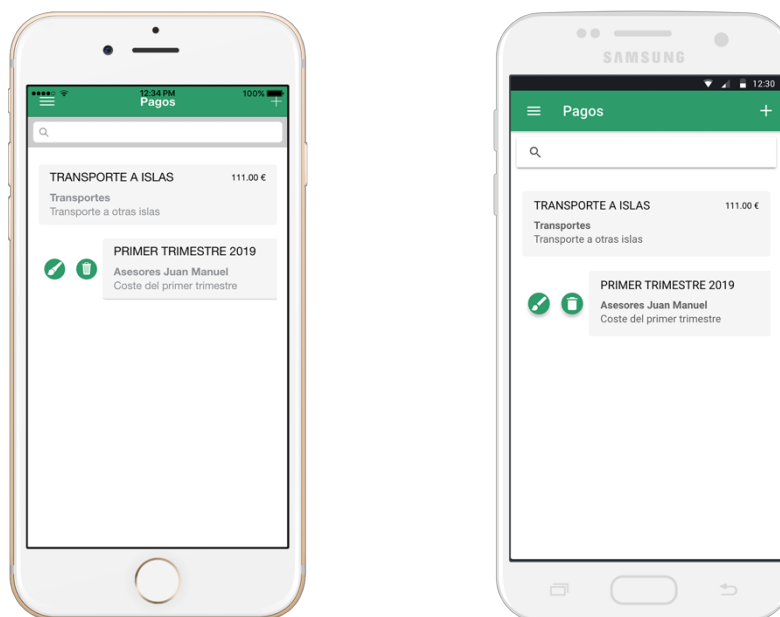 12:34 PM
100%
Pagos
TRANSPORTE A ISLAS
111.00 €
Transportes
Transporte a otras islas
PRIMER TRIMESTRE 2019
Asesores Juan Manuel
Coste del primer trimestre
SAMSUNG
12:30
Pagos
TRANSPORTE A ISLAS
111.00 €
Transportes
Transporte a otras islas
PRIMER TRIMESTRE 2019
Asesores Juan Manuel
Coste del primer trimestre